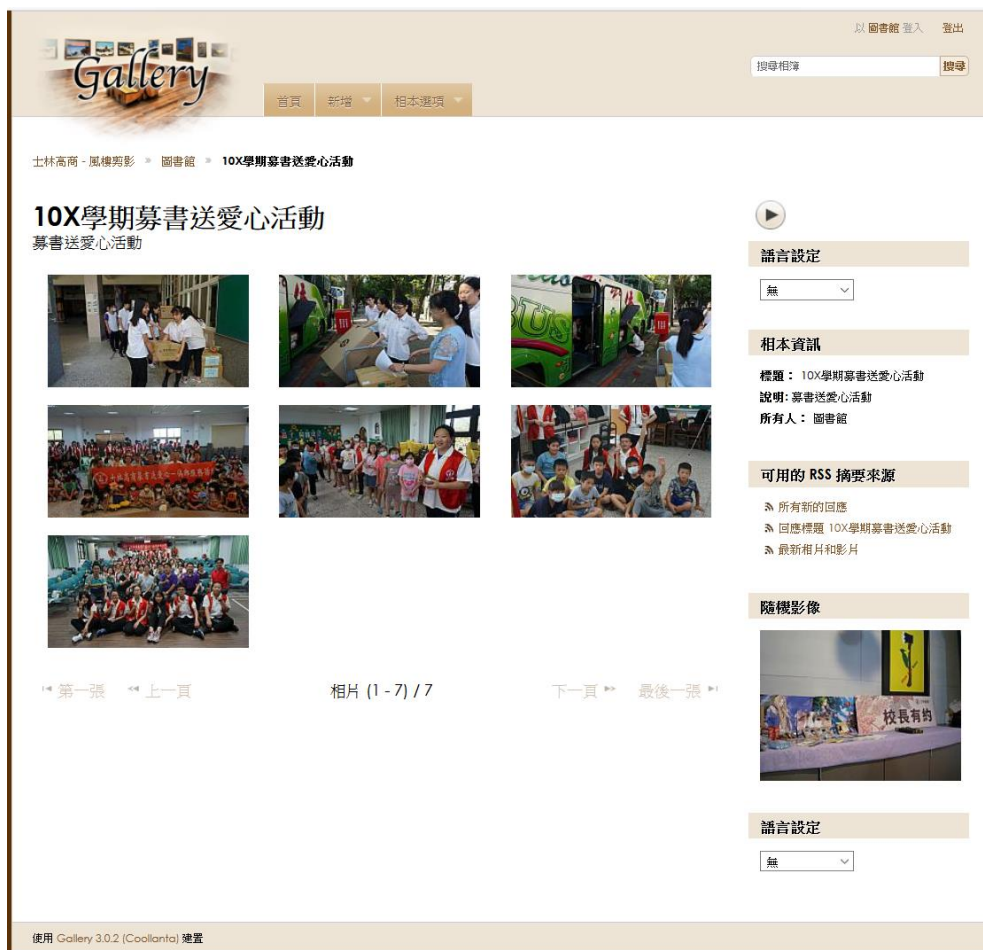 以 圖書館 登入 登出
Gallery
搜尋相簿 搜尋
首頁 新增 相本選項
士林高商 - 風樓剪影 » 圖書館 » 10X學期募書送愛心活動
10X學期募書送愛心活動
募書送愛心活動
語言設定
無
相本資訊
標題： 10X學期募書送愛心活動
說明: 募書送愛心活動
所有人： 圖書館
可用的 RSS 摘要來源
所有新的回應
回應標題 10X學期募書送愛心活動
最新相片和影片
隨機影像
校長有約
第一張 上一頁 相片 (1 - 7) / 7 下一頁 最後一張
語言設定
無
使用 Gallery 3.0.2 (Coollanta) 建置